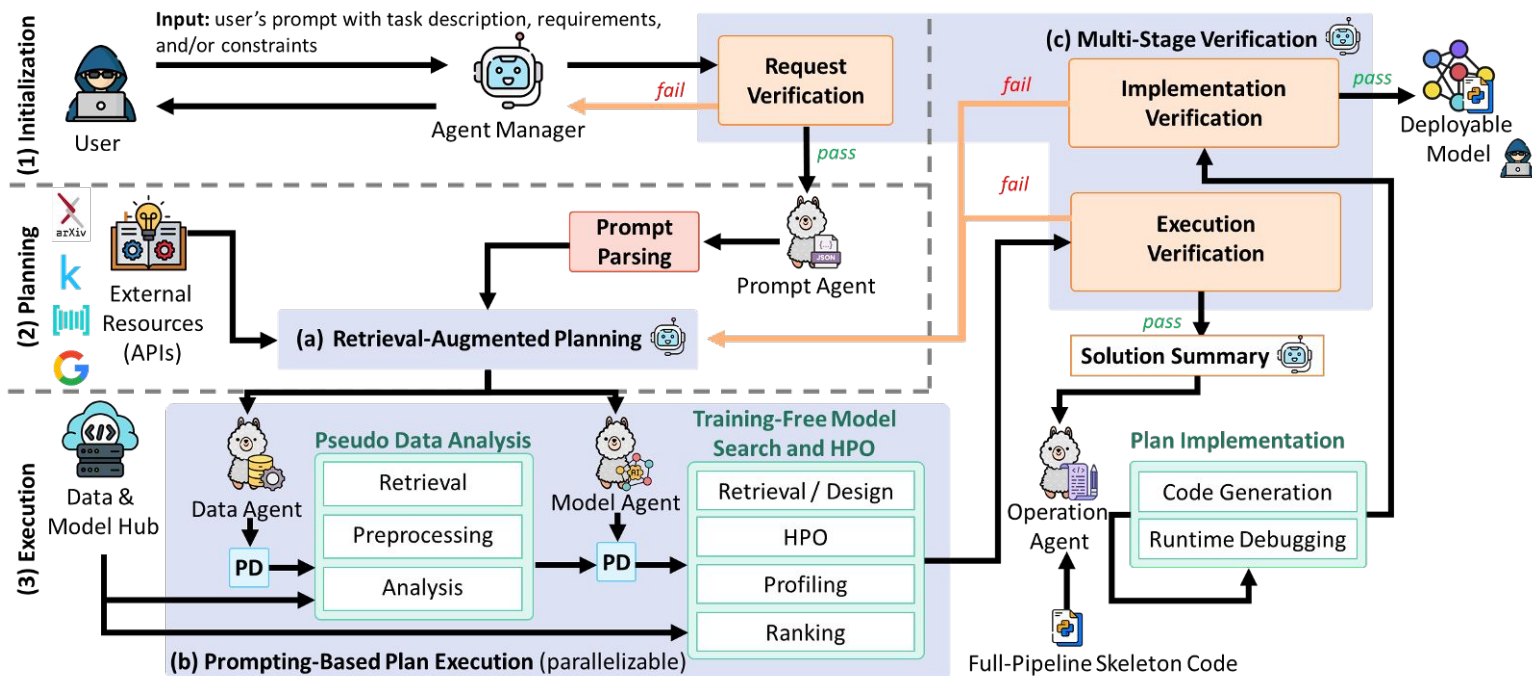 (1) Initialization
Input: user's prompt with task description, requirements,
and/or constraints
User
Agent Manager
fail
Request
Verification
pass
(c) Multi-Stage Verification
fail
Implementation
Verification
pass
Deployable
Model
fail
Execution
Verification
pass
Solution Summary
(2) Planning
arXiv
k
G
External
Resources
(APIs)
Prompt
Parsing
{...}
JSON
Prompt Agent
(a) Retrieval-Augmented Planning
(3) Execution
</>
Data &
Model Hub
Data Agent
PD
Pseudo Data Analysis
Retrieval
Preprocessing
Analysis
AI
Model Agent
PD
Training-Free Model
Search and HPO
Retrieval / Design
HPO
Profiling
Ranking
(b) Prompting-Based Plan Execution (parallelizable)
</>
Operation
Agent
Plan Implementation
Code Generation
Runtime Debugging
Full-Pipeline Skeleton Code